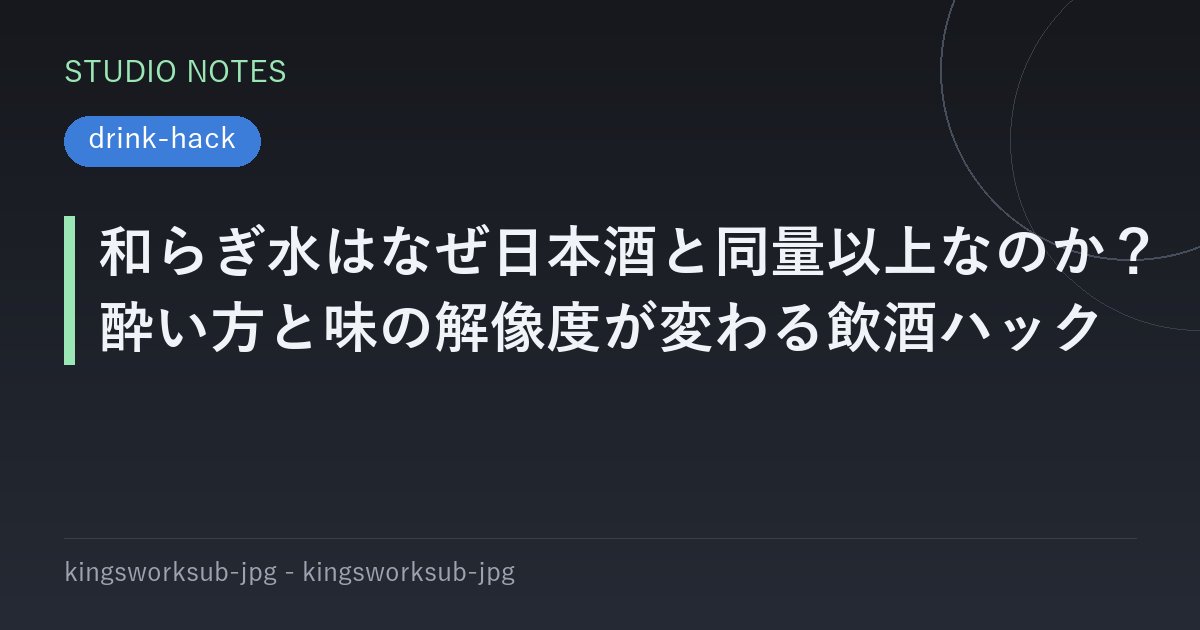 STUDIO NOTES
drink-hack
和らぎ水はなぜ日本酒と同量以上なのか？
酔い方と味の解像度が変わる飲酒ハック
kingsworksub-jpg - kingsworksub-jpg